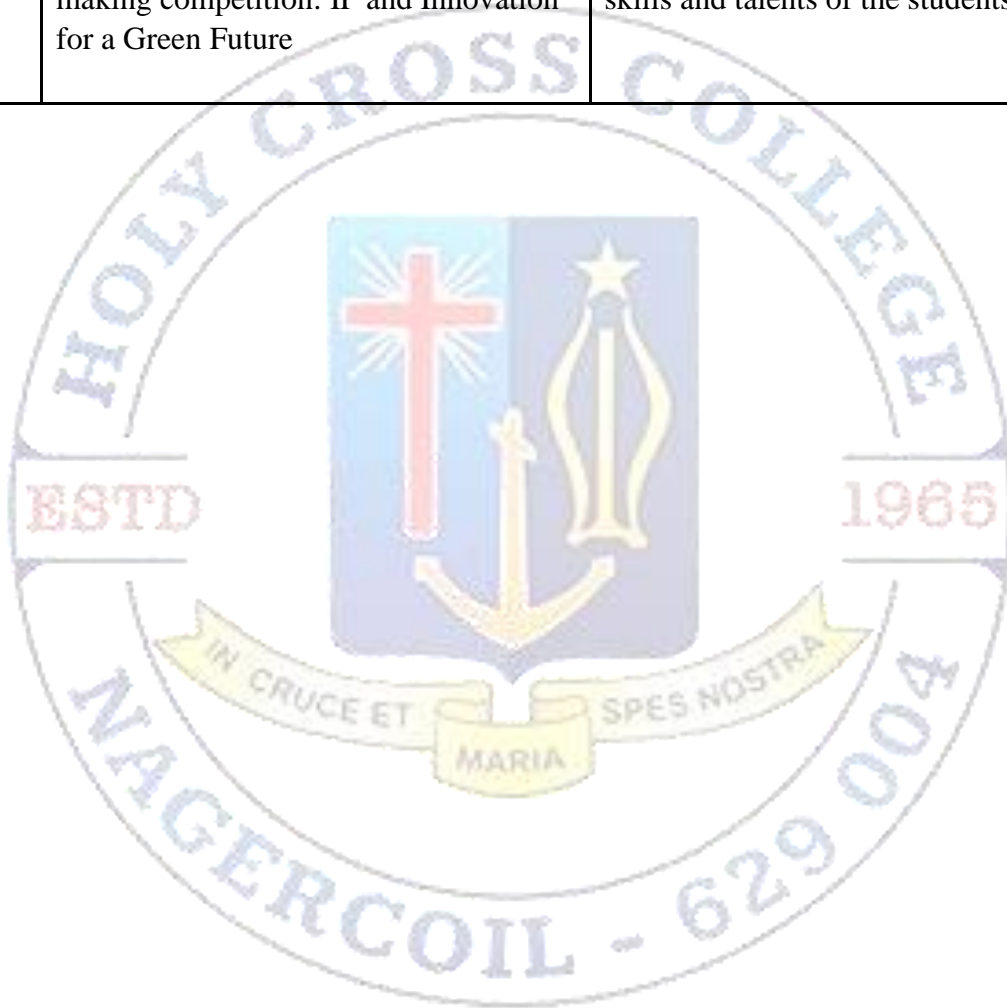 making competition: IP and Innovation
skills and talents of the students
for a Green Future
HOLY CROSS COLLEGE
ESTD
1965
IN CRUCE ET
MARIA
SPES NOSTRA
NAGERCOIL - 629 004